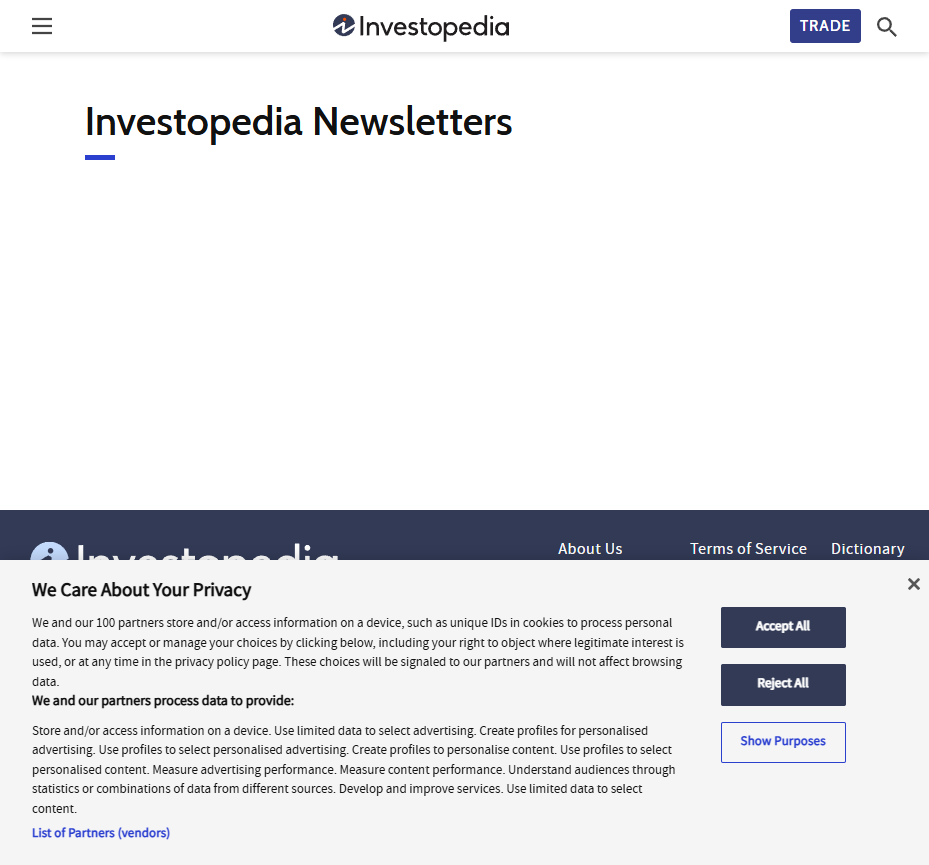 Investopedia
TRADE
Investopedia Newsletters
Investopedia
About Us
Terms of Service
Dictionary
We Care About Your Privacy
We and our 100 partners store and/or access information on a device, such as unique IDs in cookies to process personal
data. You may accept or manage your choices by clicking below, including your right to object where legitimate interest is
used, or at any time in the privacy policy page. These choices will be signaled to our partners and will not affect browsing
data.
We and our partners process data to provide:
Store and/or access information on a device. Use limited data to select advertising. Create profiles for personalised
advertising. Use profiles to select personalised advertising. Create profiles to personalise content. Use profiles to select
personalised content. Measure advertising performance. Measure content performance. Understand audiences through
statistics or combinations of data from different sources. Develop and improve services. Use limited data to select
content.
List of Partners (vendors)
Accept All
Reject All
Show Purposes